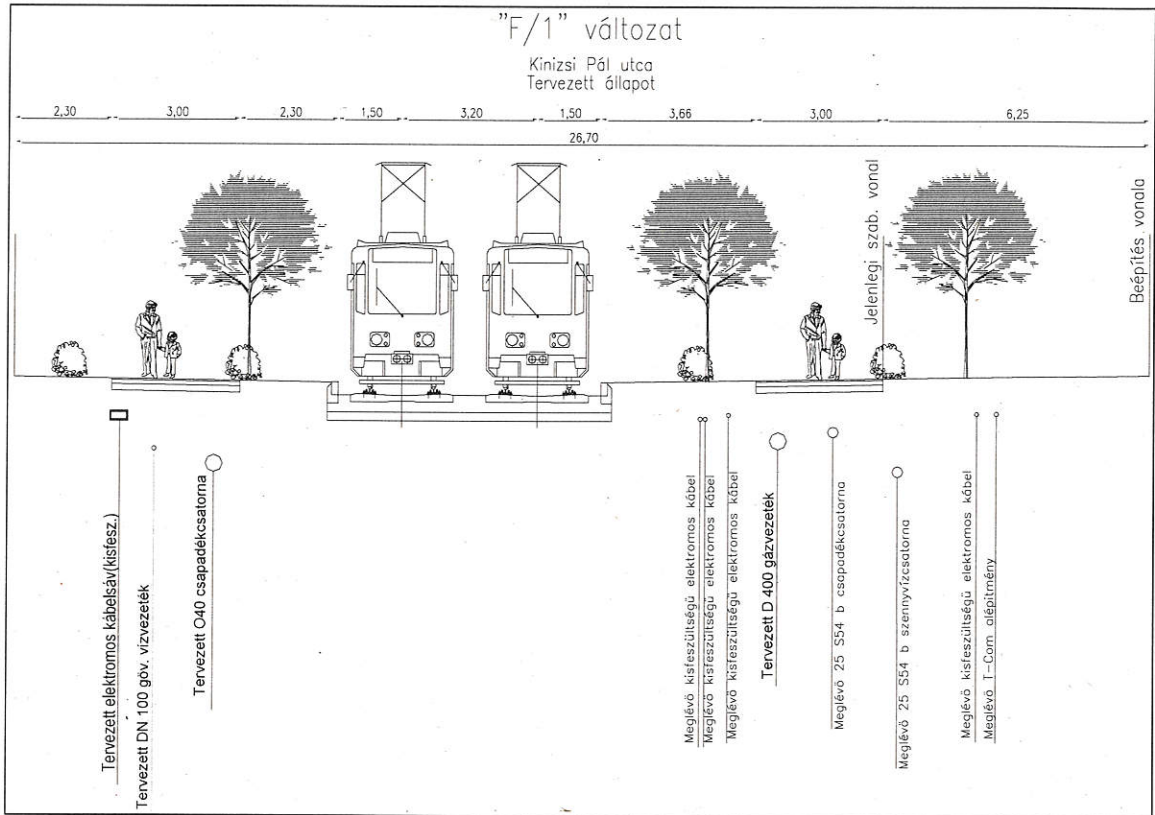 "F/1" változat
Kinizsi Pál utca
Tervezett állapot
2,30 3,00 2,30 1,50 3,20 1,50 3,66 3,00 6,25
26,70
Jelenlegi szab. vonal
Beépítés vonala
Tervezett elektromos kábelsáv(kisfesz.)
Tervezett DN 100 göv. vízvezeték
Tervezett O40 csapadékcsatorna
Meglévő kisfeszültségű elektromos kábel
Meglévő kisfeszültségű elektromos kábel
Meglévő kisfeszültségű elektromos kábel
Tervezett D 400 gázvezeték
Meglévő 25 S54 b csapadékcsatorna
Meglévő 25 S54 b szennyvízcsatorna
Meglévő kisfeszültségű elektromos kábel
Meglévő T-Com alépítmény